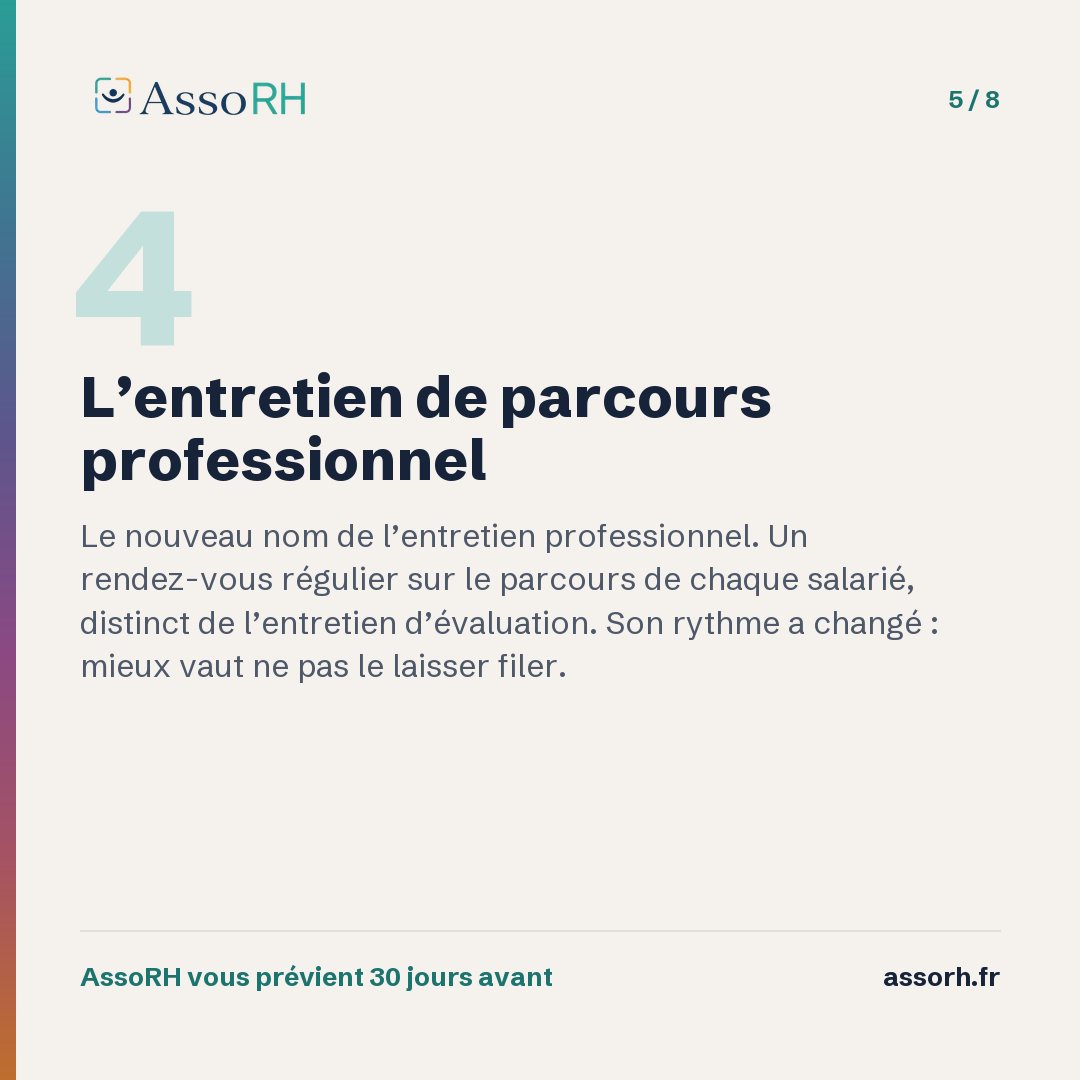 AssoRH
5 / 8
4
L’entretien de parcours
professionnel
Le nouveau nom de l’entretien professionnel. Un
rendez-vous régulier sur le parcours de chaque salarié,
distinct de l’entretien d’évaluation. Son rythme a changé :
mieux vaut ne pas le laisser filer.
AssoRH vous prévient 30 jours avant
assorh.fr